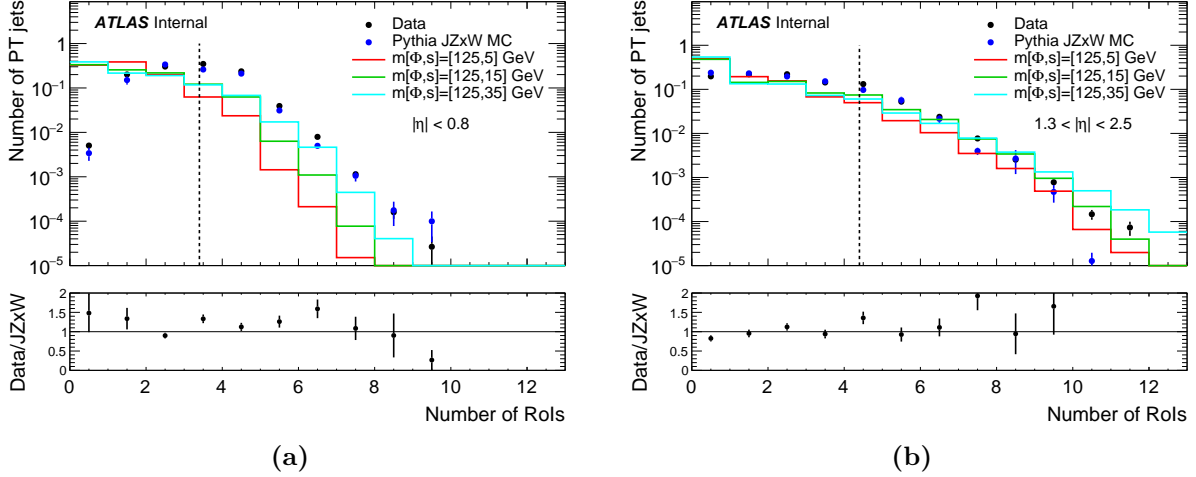 ATLAS Internal
Data
Pythia JZxW MC
m[Φ,s]=[125,5] GeV
m[Φ,s]=[125,15] GeV
m[Φ,s]=[125,35] GeV
|η| < 0.8
Number of PT jets
1
10⁻¹
10⁻²
10⁻³
10⁻⁴
10⁻⁵
Data/JZxW
2
1.5
1
0.5
0
0 2 4 6 8 10 12
Number of RoIs
(a)
ATLAS Internal
Data
Pythia JZxW MC
m[Φ,s]=[125,5] GeV
m[Φ,s]=[125,15] GeV
m[Φ,s]=[125,35] GeV
1.3 < |η| < 2.5
Number of PT jets
1
10⁻¹
10⁻²
10⁻³
10⁻⁴
10⁻⁵
Data/JZxW
2
1.5
1
0.5
0
0 2 4 6 8 10 12
Number of RoIs
(b)